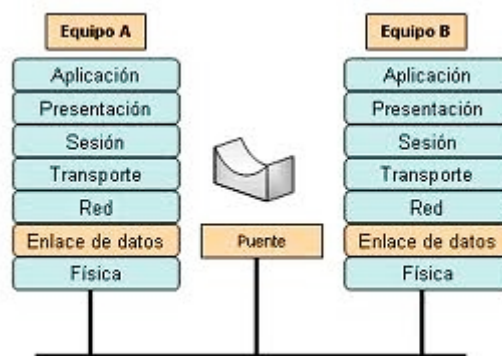 Equipo A
Aplicación
Presentación
Sesión
Transporte
Red
Enlace de datos
Física
Puente
Equipo B
Aplicación
Presentación
Sesión
Transporte
Red
Enlace de datos
Física